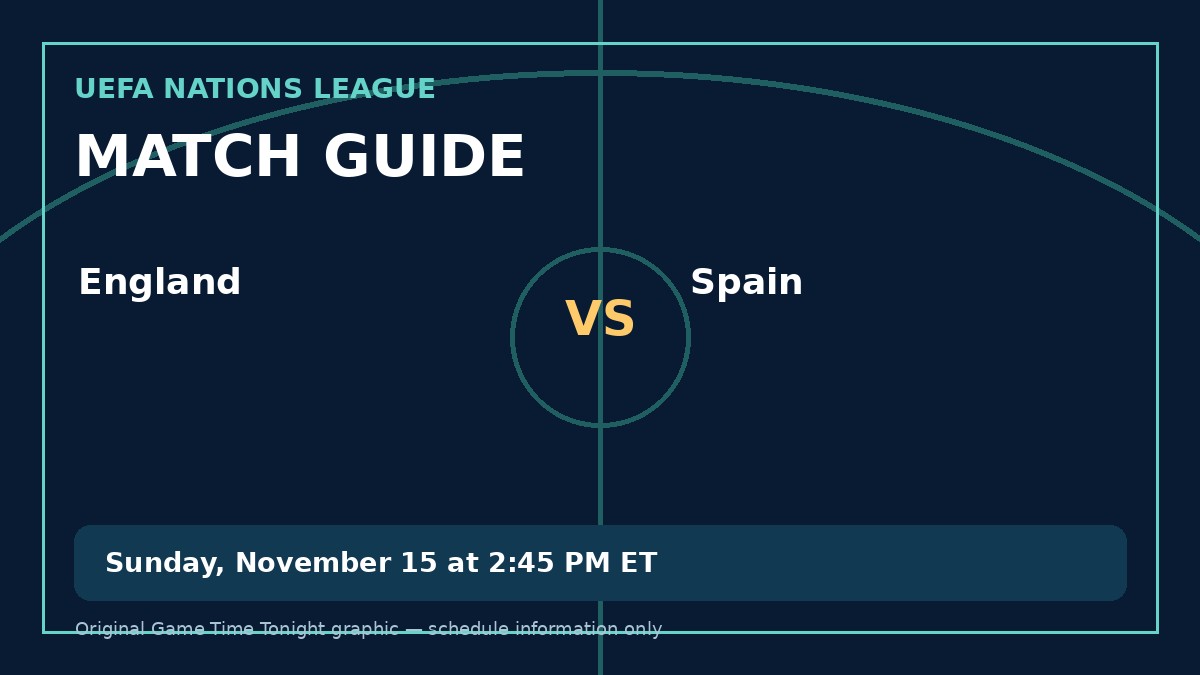 UEFA NATIONS LEAGUE
MATCH GUIDE
England
VS
Spain
Sunday, November 15 at 2:45 PM ET
Original Game Time Tonight graphic — schedule information only